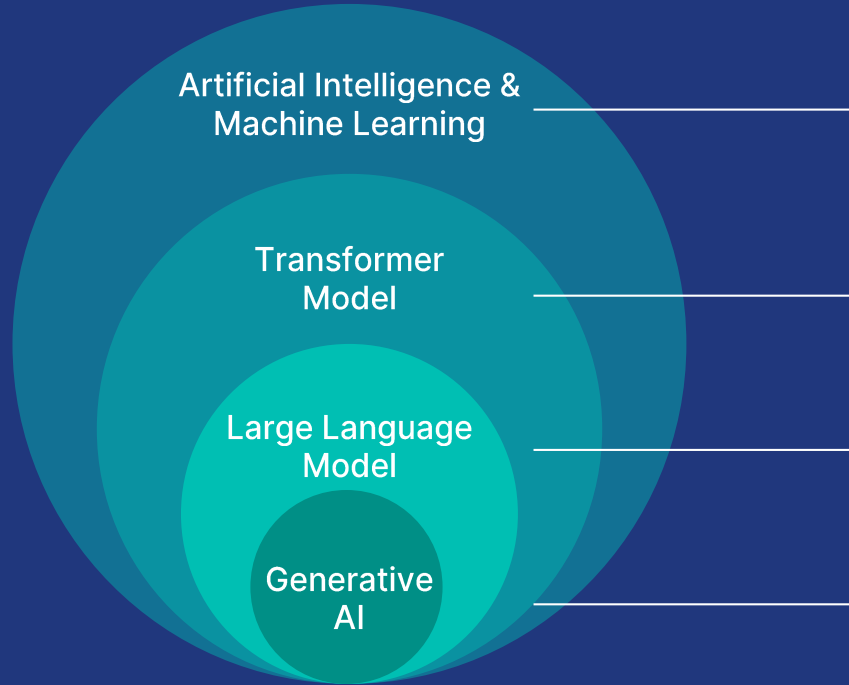 Artificial Intelligence &
Machine Learning
Transformer
Model
Large Language
Model
Generative
AI